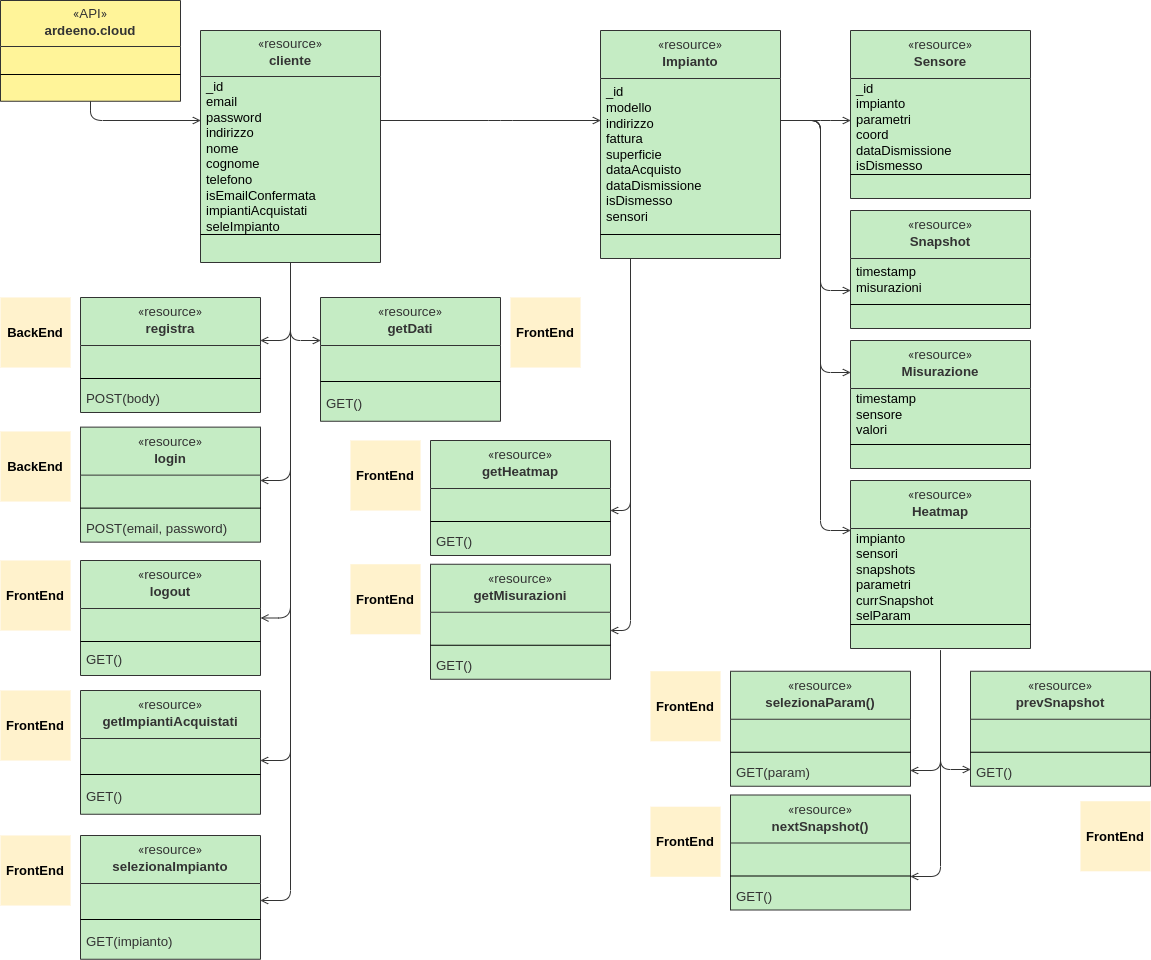 «API»
ardeeno.cloud
«resource»
cliente
_id
email
password
indirizzo
nome
cognome
telefono
isEmailConfermata
impiantiAcquistati
seleImpianto
«resource»
Impianto
_id
modello
indirizzo
fattura
superficie
dataAcquisto
dataDismissione
isDismesso
sensori
«resource»
Sensore
_id
impianto
parametri
coord
dataDismissione
isDismesso
«resource»
Snapshot
timestamp
misurazioni
«resource»
Misurazione
timestamp
sensore
valori
«resource»
Heatmap
impianto
sensori
snapshots
parametri
currSnapshot
selParam
BackEnd
«resource»
registra
POST(body)
«resource»
getDati
GET()
FrontEnd
BackEnd
«resource»
login
POST(email, password)
FrontEnd
«resource»
getHeatmap
GET()
FrontEnd
«resource»
logout
GET()
FrontEnd
«resource»
getMisurazioni
GET()
FrontEnd
«resource»
getImpiantiAcquistati
GET()
FrontEnd
«resource»
selezionaImpianto
GET(impianto)
FrontEnd
«resource»
selezionaParam()
GET(param)
«resource»
prevSnapshot
GET()
FrontEnd
FrontEnd
«resource»
nextSnapshot()
GET()